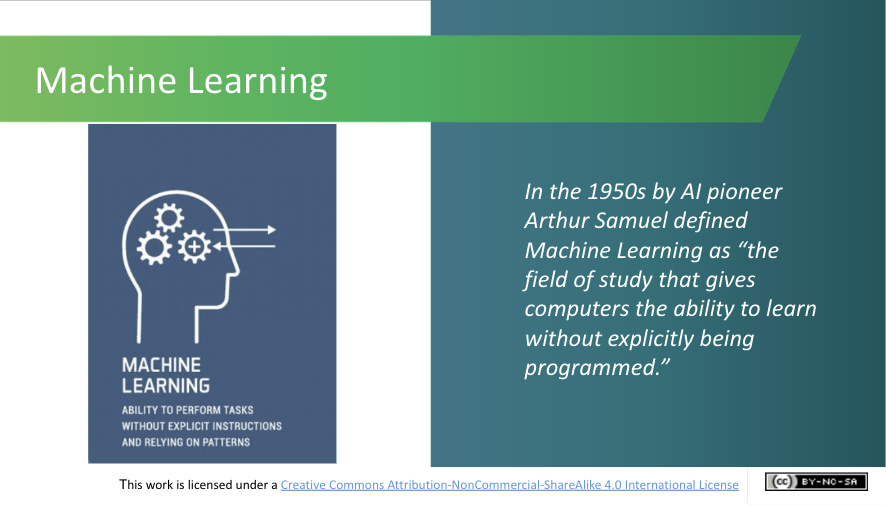 Machine Learning
In the 1950s by AI pioneer
Arthur Samuel defined
Machine Learning as “the
field of study that gives
computers the ability to learn
without explicitly being
programmed.”
MACHINE
LEARNING
ABILITY TO PERFORM TASKS
WITHOUT EXPLICIT INSTRUCTIONS
AND RELYING ON PATTERNS
This work is licensed under a Creative Commons Attribution-NonCommercial-ShareAlike 4.0 International License
cc BY-NC-SA